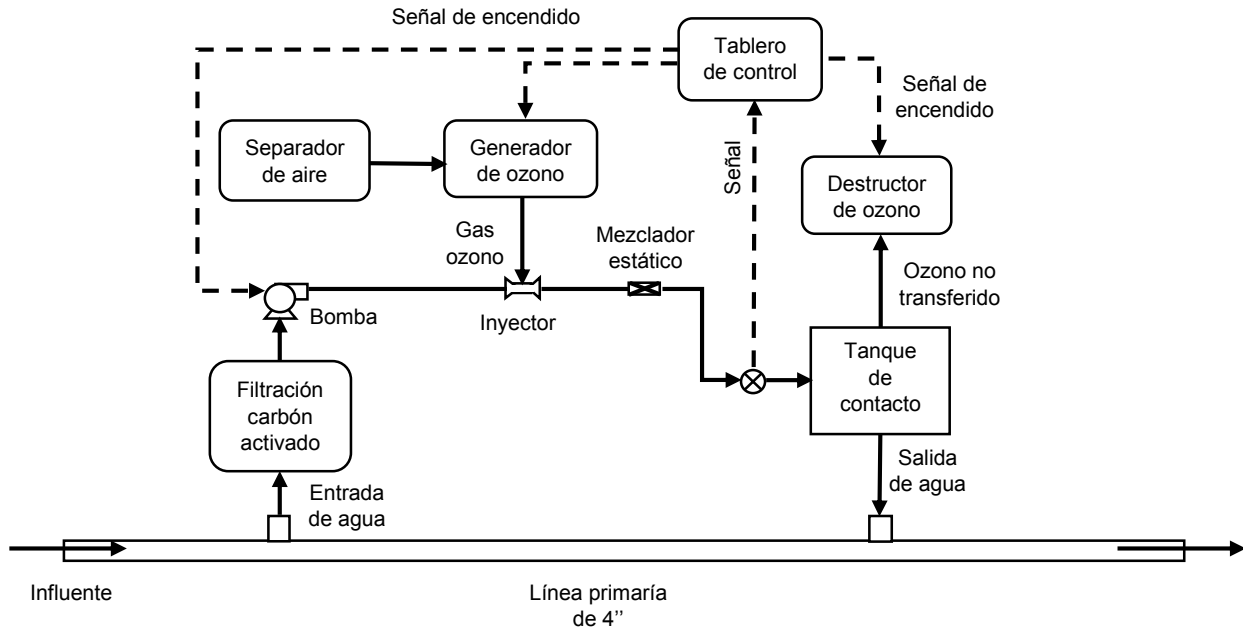 Señal de encendido
Tablero
de control
Señal de
encendido
Separador
de aire
Generador
de ozono
Señal
Destructor
de ozono
Gas
ozono
Mezclador
estático
Ozono no
transferido
Bomba
Inyector
Tanque
de
contacto
Filtración
carbón
activado
Salida
de agua
Entrada
de agua
Influente
Línea primaría
de 4’’